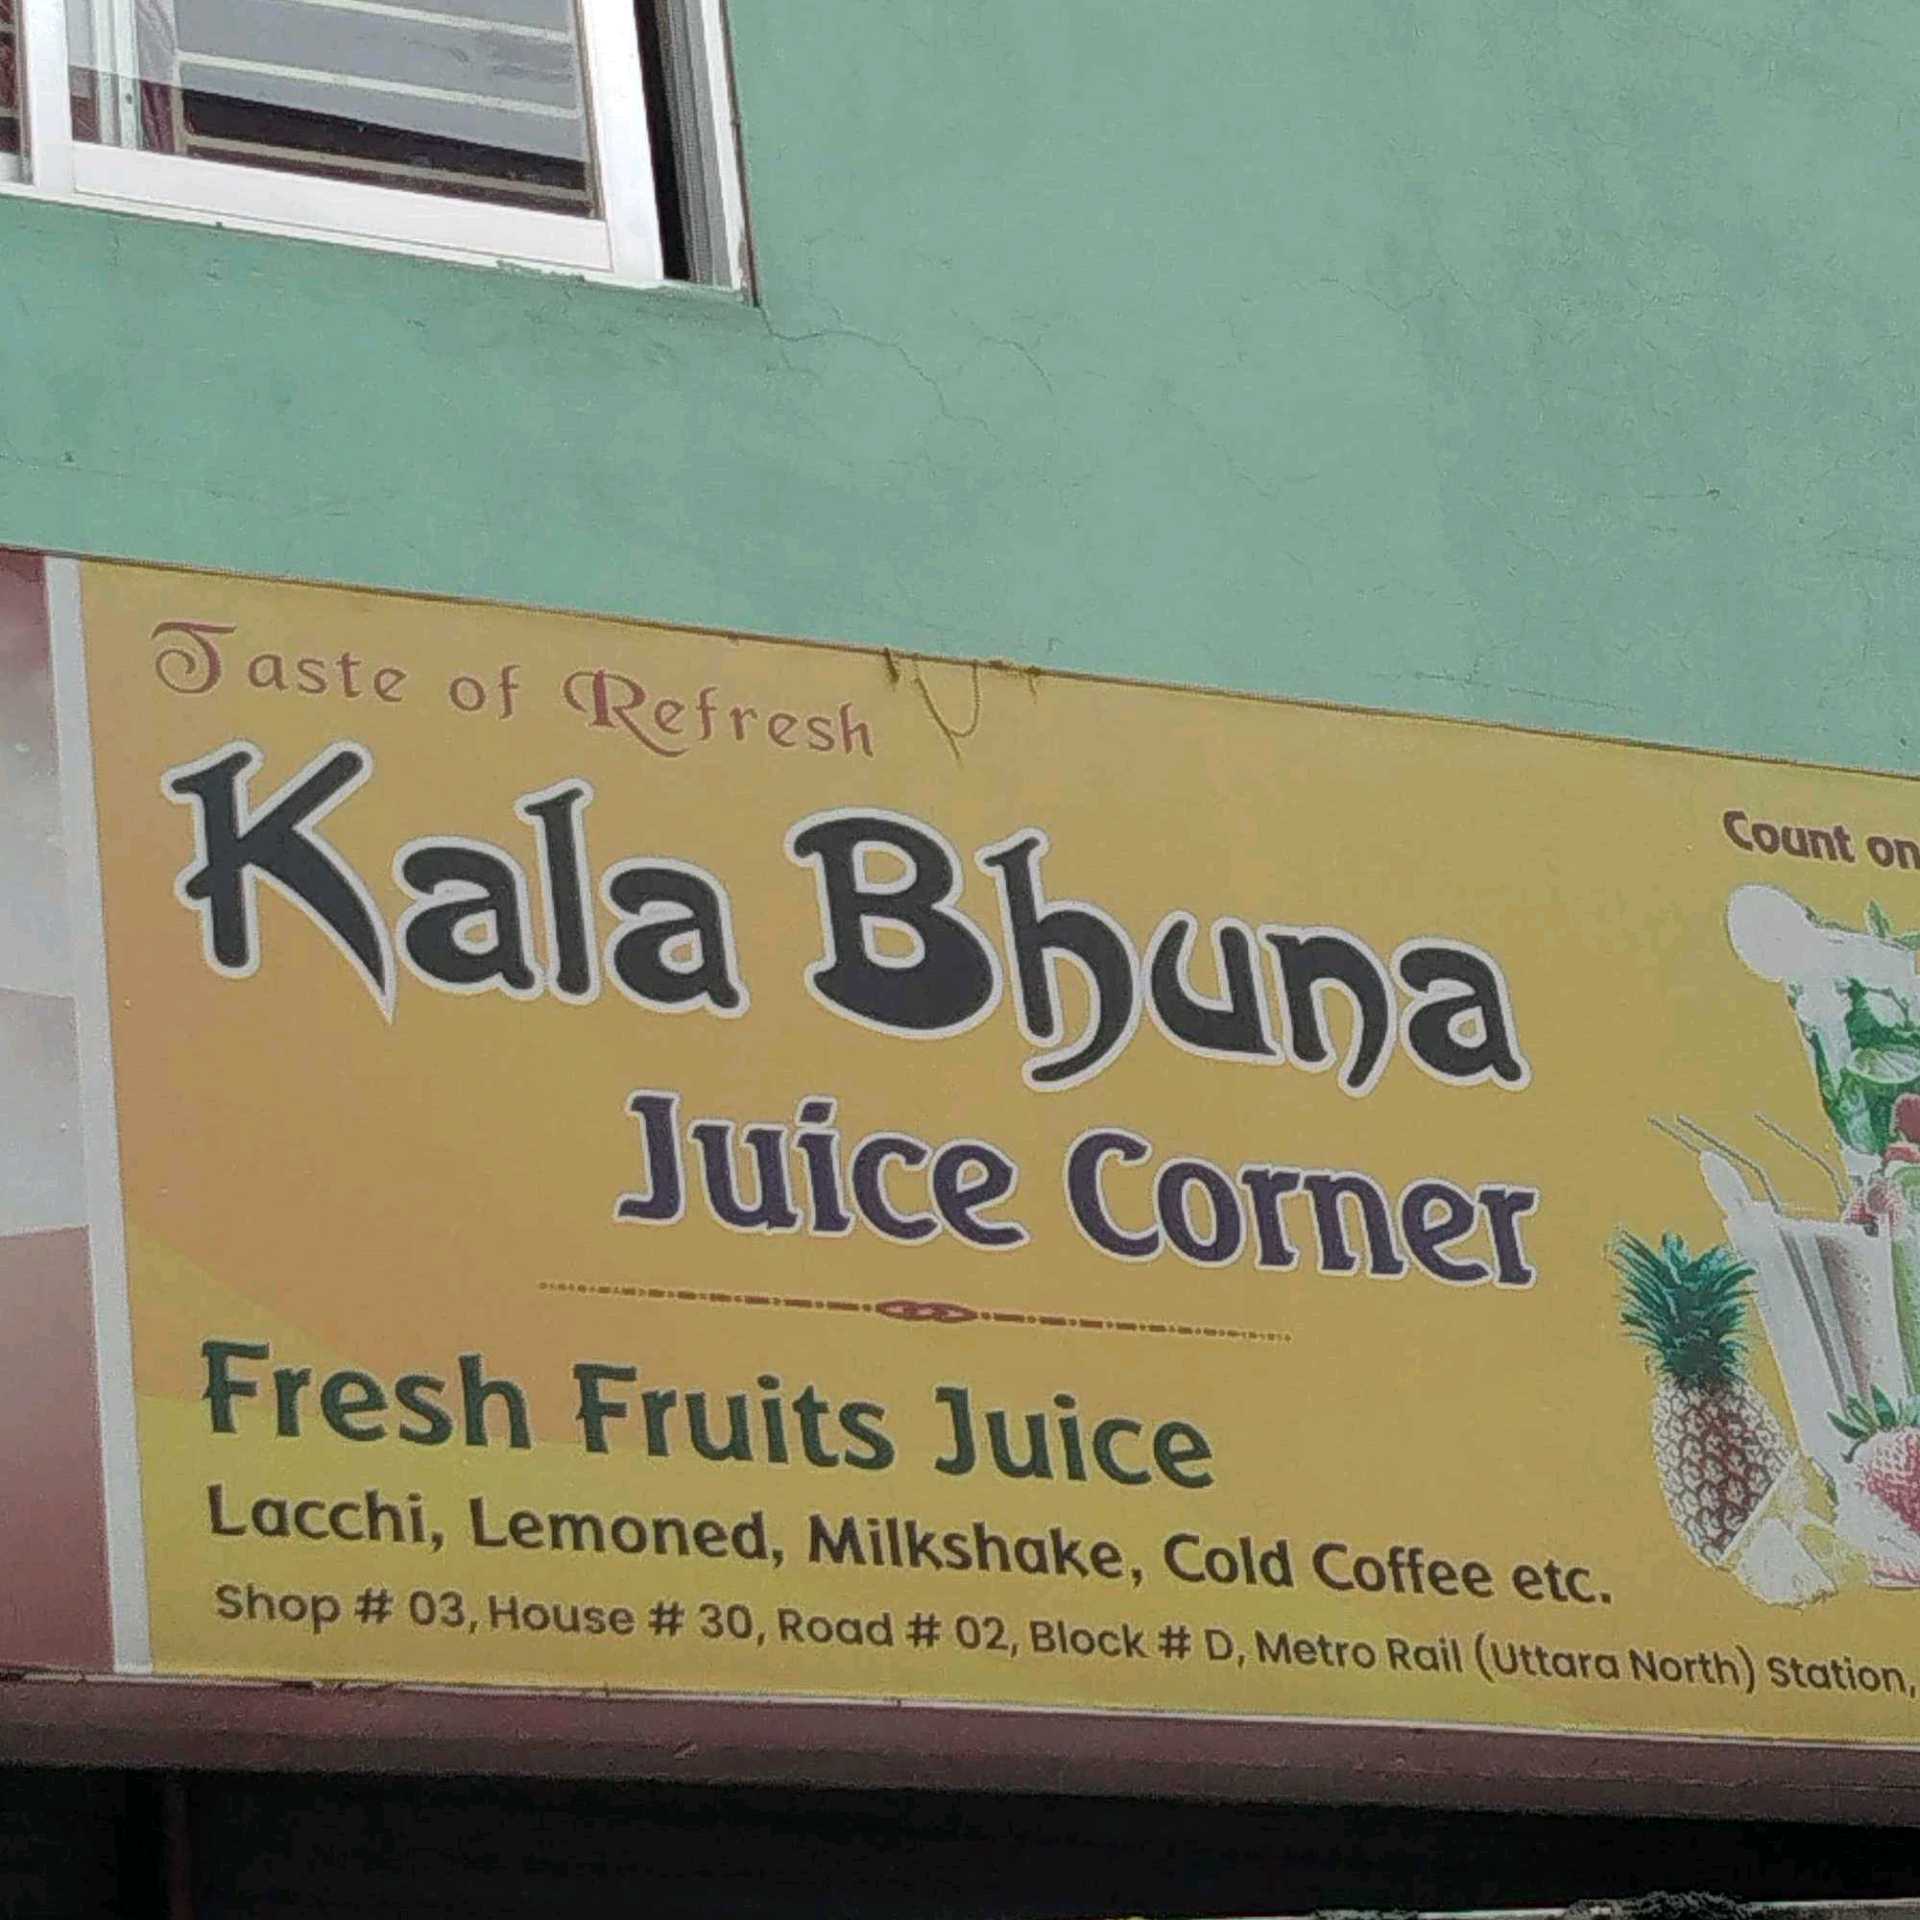 Taste of Refresh
Kala Bhuna
Juice Corner
Count on
Fresh Fruits Juice
Lacchi, Lemoned, Milkshake, Cold Coffee etc.
Shop # 03, House # 30, Road # 02, Block # D, Metro Rail (Uttara North) Station,